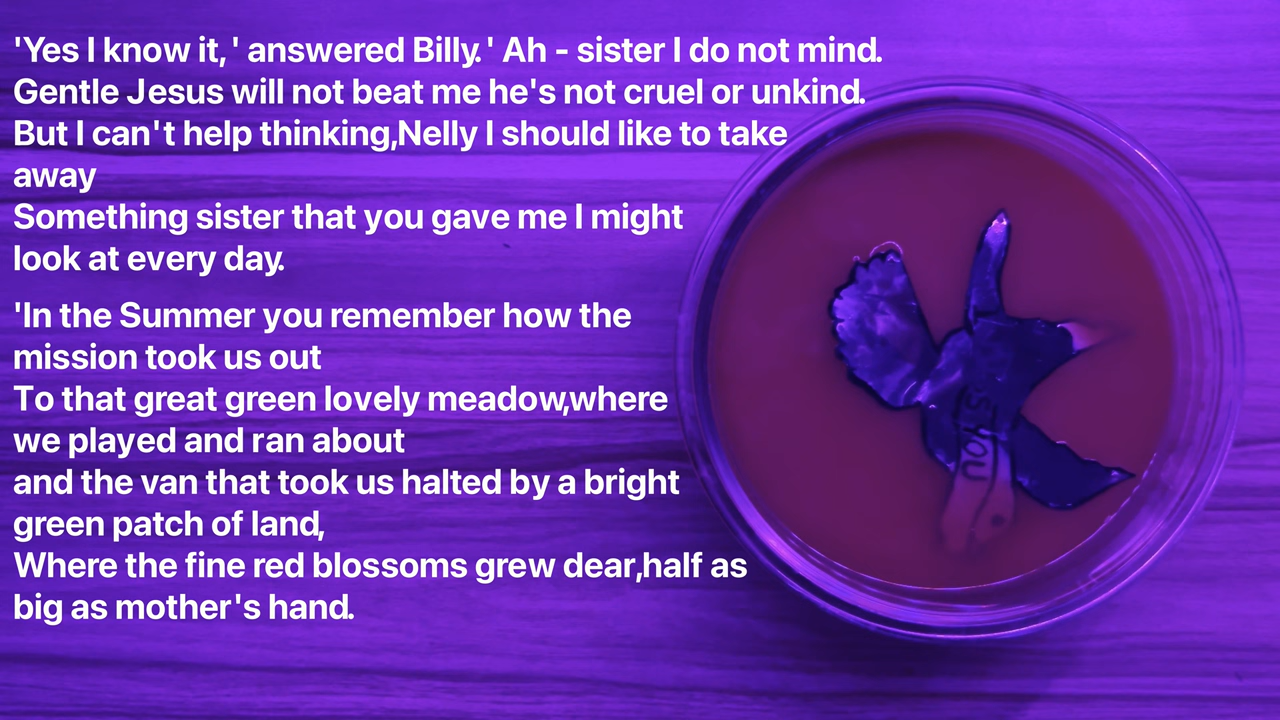 'Yes I know it,' answered Billy.' Ah - sister I do not mind.
Gentle Jesus will not beat me he's not cruel or unkind.
But I can't help thinking,Nelly I should like to take
away
Something sister that you gave me I might
look at every day.
'In the Summer you remember how the
mission took us out
To that great green lovely meadow,where
we played and ran about
and the van that took us halted by a bright
green patch of land,
Where the fine red blossoms grew dear,half as
big as mother's hand.
YOU